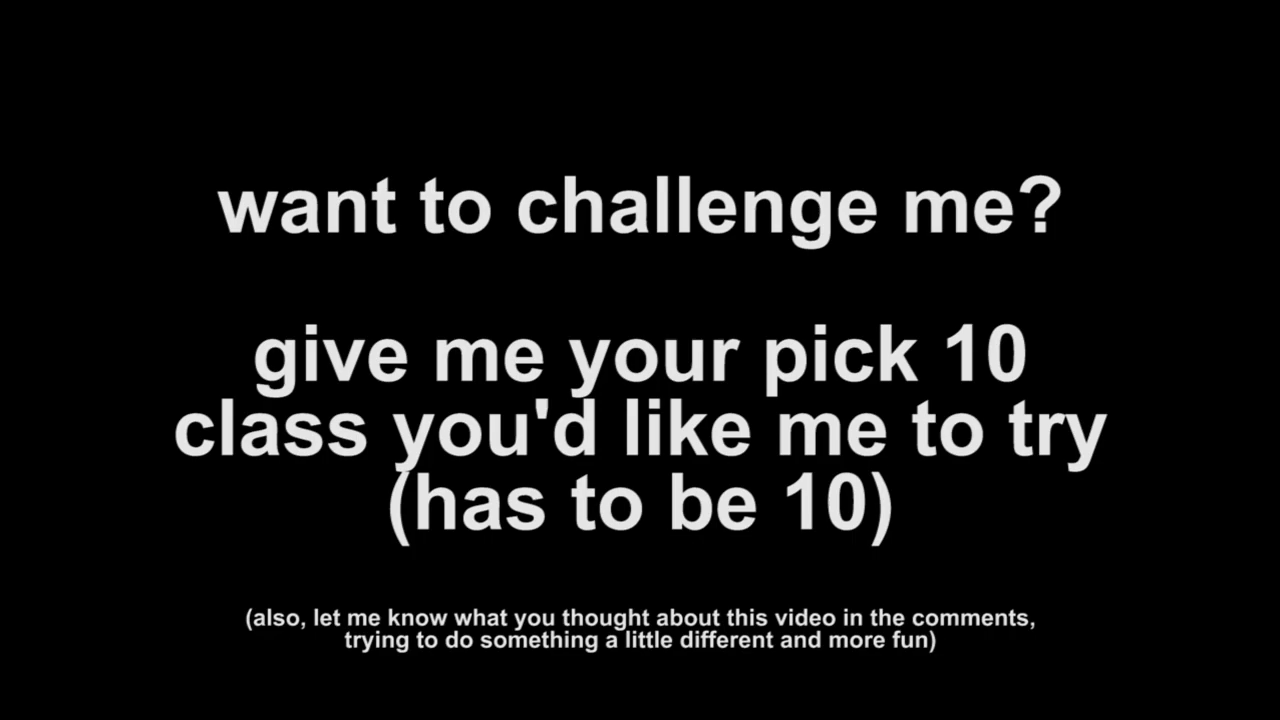 want to challenge me?
give me your pick 10
class you'd like me to try
(has to be 10)
(also, let me know what you thought about this video in the comments,
trying to do something a little different and more fun)